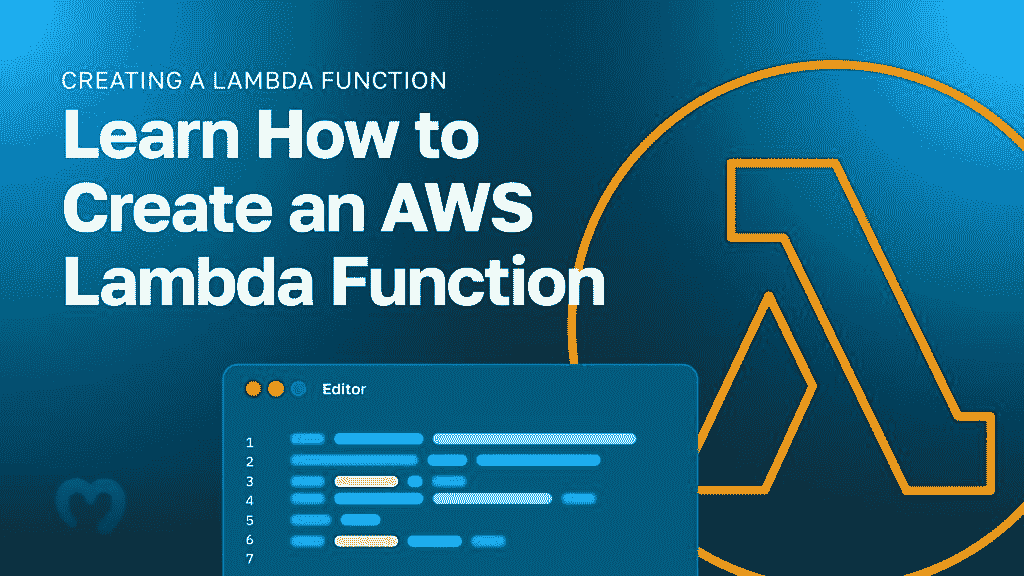 CREATING A LAMBDA FUNCTION
Learn How to
Create an AWS
Lambda Function
Editor
1
2
3
4
5
6
7